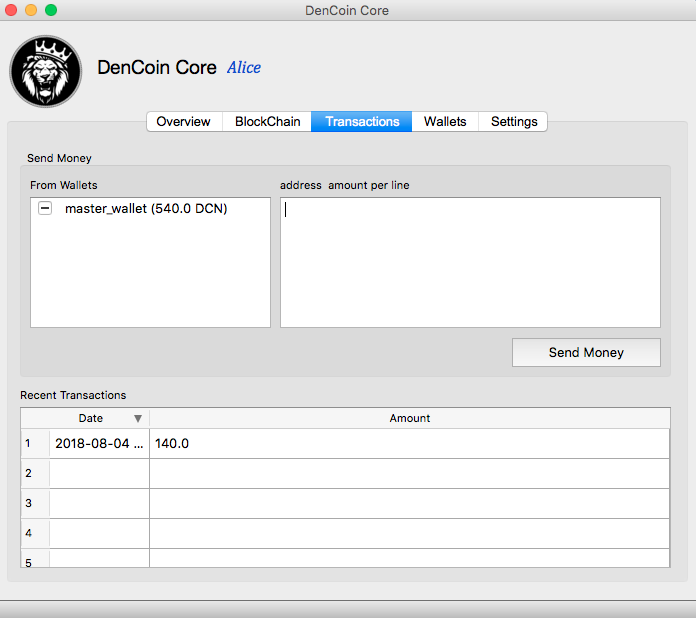 DenCoin Core
DenCoin Core Alice
Overview BlockChain Transactions Wallets Settings
Send Money
From Wallets address amount per line
master_wallet (540.0 DCN)
Send Money
Recent Transactions
Date Amount
1 2018-08-04 ... 140.0
2
3
4
5